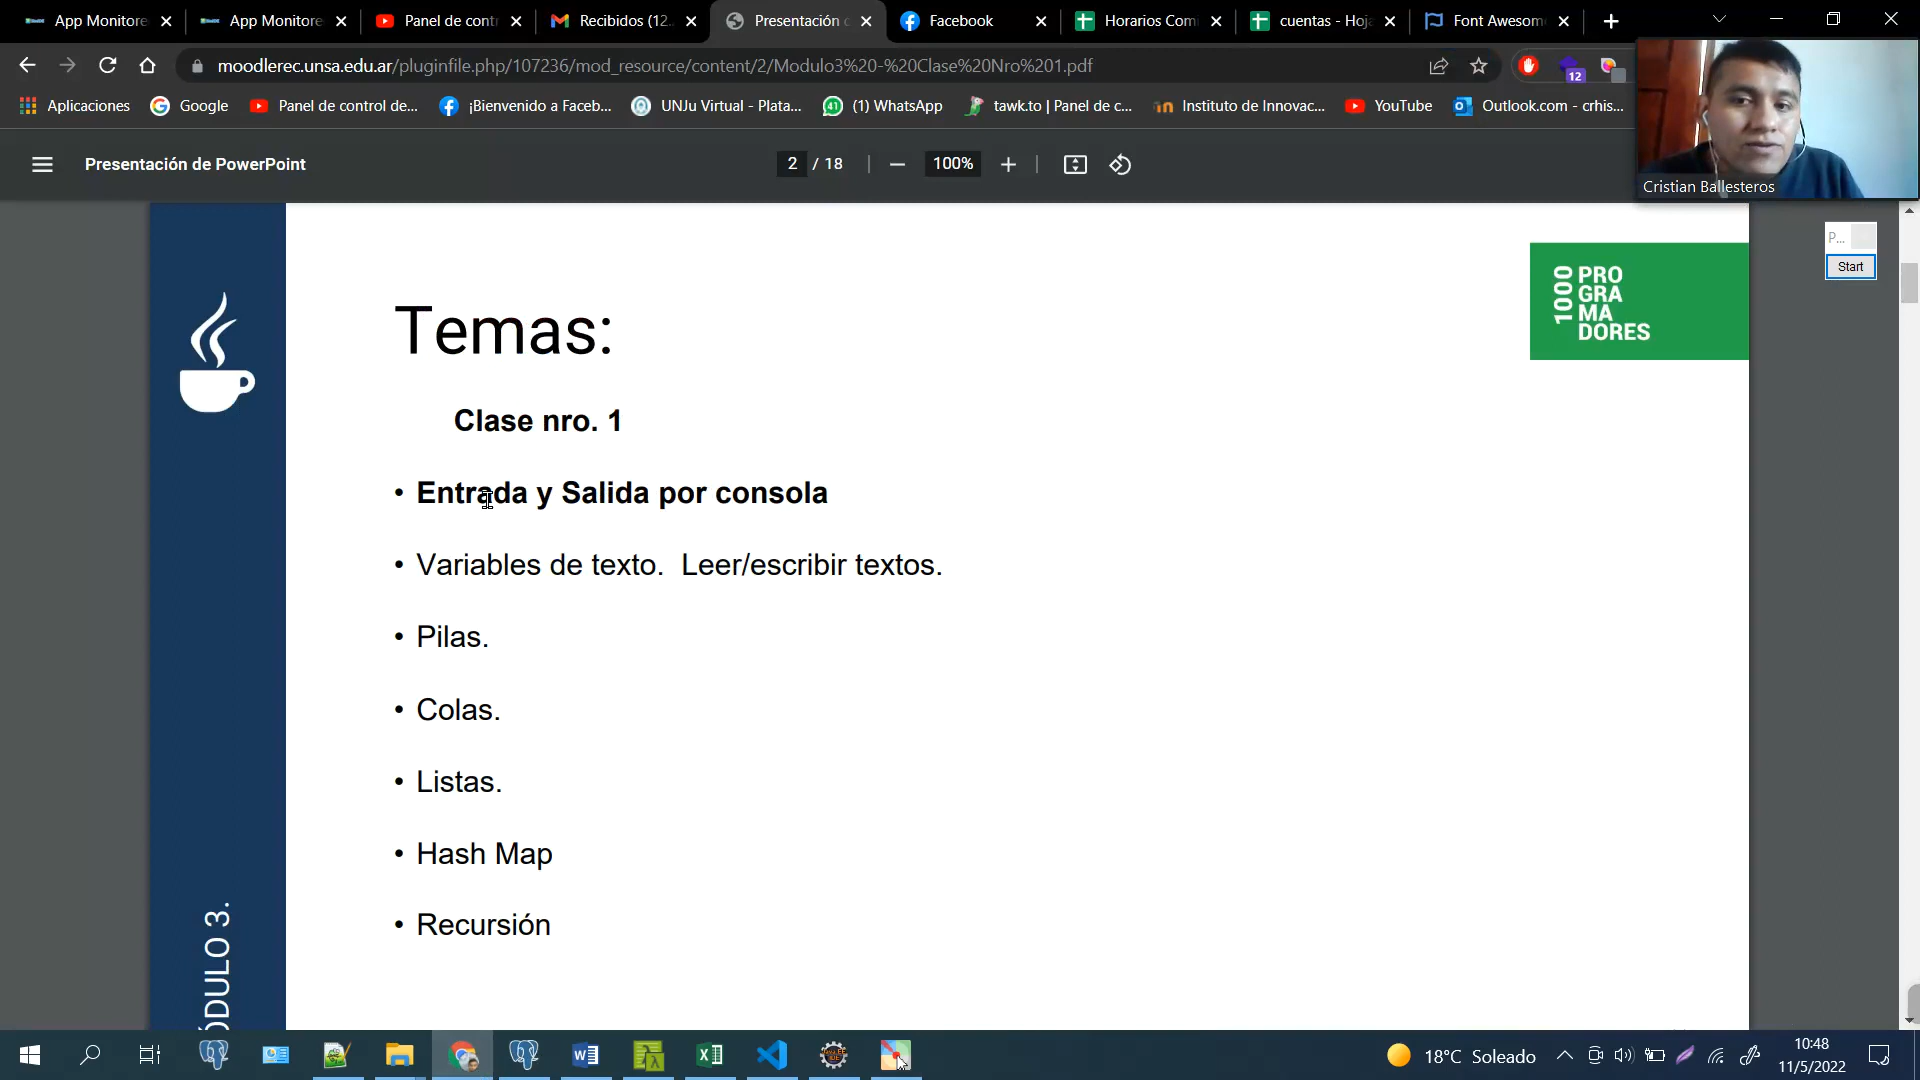 App Monitore
App Monitore
Panel de cont
Recibidos (12.
Presentación
Facebook
Horarios Com
cuentas - Hoja
Font Awesom
moodlerec.unsa.edu.ar/pluginfile.php/107236/mod_resource/content/2/Modulo3%20-%20Clase%20Nro%201.pdf
12
Aplicaciones
Google
Panel de control de...
¡Bienvenido a Faceb...
UNJu Virtual - Plata...
41
(1) WhatsApp
tawk.to | Panel de c...
Instituto de Innovac...
YouTube
Outlook.com - crhis...
Presentación de PowerPoint
2 / 18
100%
Cristian Ballesteros
P...
Start
1000
PRO
GRA
MA
DORES
Temas:
Clase nro. 1
• Entrada y Salida por consola
• Variables de texto. Leer/escribir textos.
• Pilas.
• Colas.
• Listas.
• Hash Map
• Recursión
ÓDULO 3.
18°C Soleado
10:48
11/5/2022